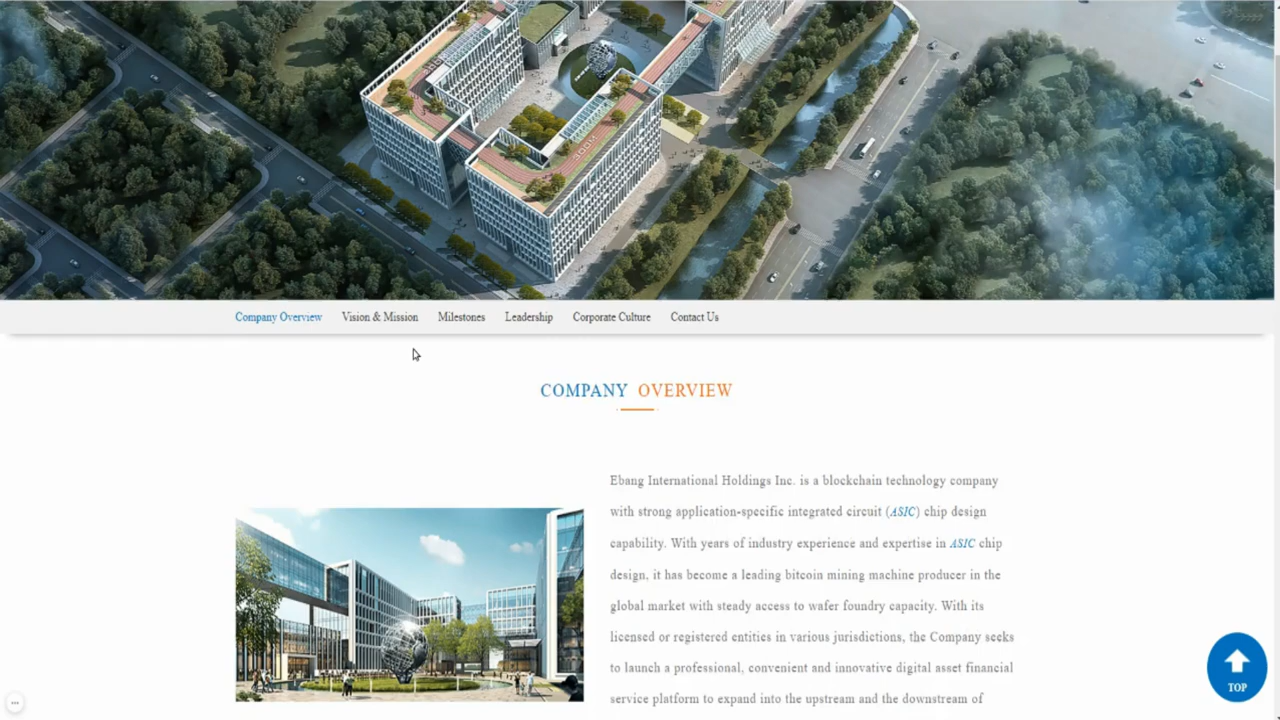 Company Overview Vision & Mission Milestones Leadership Corporate Culture Contact Us
COMPANY OVERVIEW
Ebang International Holdings Inc. is a blockchain technology company
with strong application-specific integrated circuit (ASIC) chip design
capability. With years of industry experience and expertise in ASIC chip
design, it has become a leading bitcoin mining machine producer in the
global market with steady access to wafer foundry capacity. With its
licensed or registered entities in various jurisdictions, the Company seeks
to launch a professional, convenient and innovative digital asset financial
service platform to expand into the upstream and the downstream of
TOP